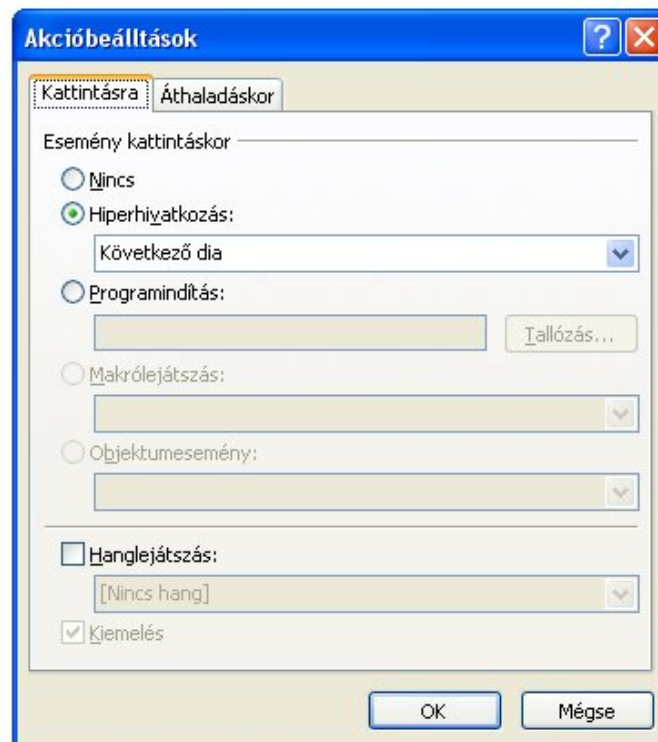 Akcióbeálltások
Kattintásra Áthaladáskor
Esemény kattintáskor
Nincs
Hiperhivatkozás:
Következő dia
Programindítás:
Tallózás...
Makrólejátszás:
Objektumesemény:
Hanglejátszás:
[Nincs hang]
Kiemelés
OK Mégse